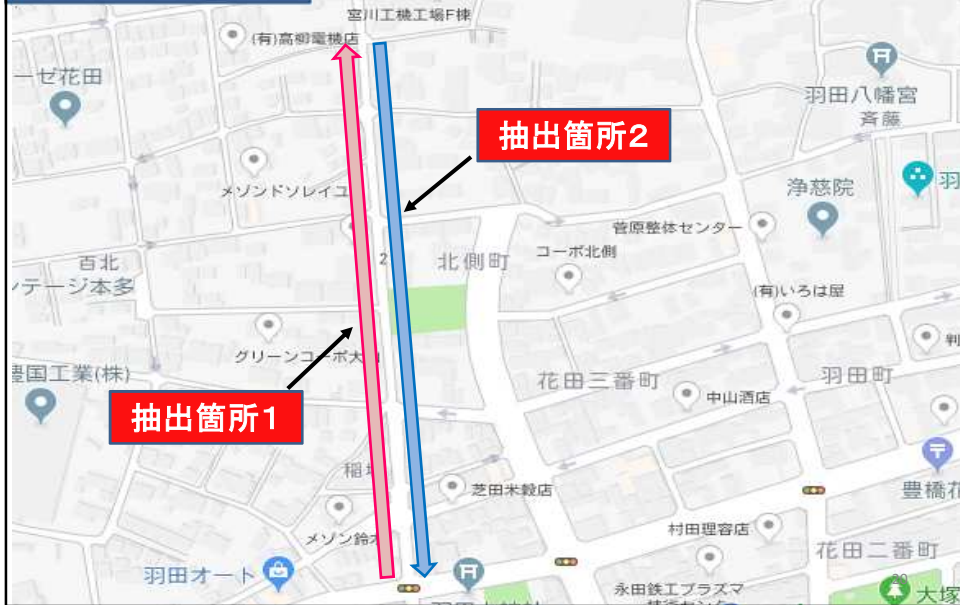 宮川工機工場F棟
(有)高柳電機店
ーゼ花田
羽田八幡宮
斉藤
抽出箇所2
メゾンドソレイユ
浄慈院
羽
菅原整体センター
百北
北側町
コーポ北側
ンテージ本多
2
(有)いろは屋
グリーンコーポ大
判
豊国工業(株)
花田三番町
羽田町
中山酒店
抽出箇所1
稲
芝田米穀店
豊橋花
メゾン鈴木
村田理容店
花田二番町
羽田オート
永田鉄工プラズマ
大塚